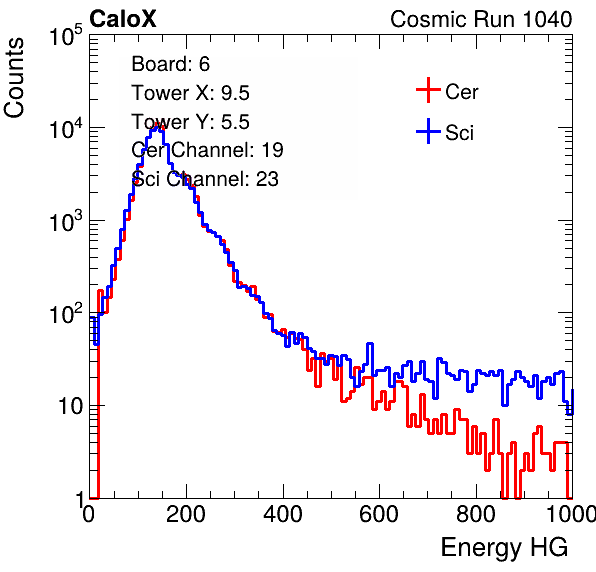 CaloX Cosmic Run 1040
Counts
10^5
10^4
10^3
10^2
10
1
Board: 6
Tower X: 9.5
Tower Y: 5.5
Cer Channel: 19
Sci Channel: 23
Cer
Sci
0 200 400 600 800 1000
Energy HG